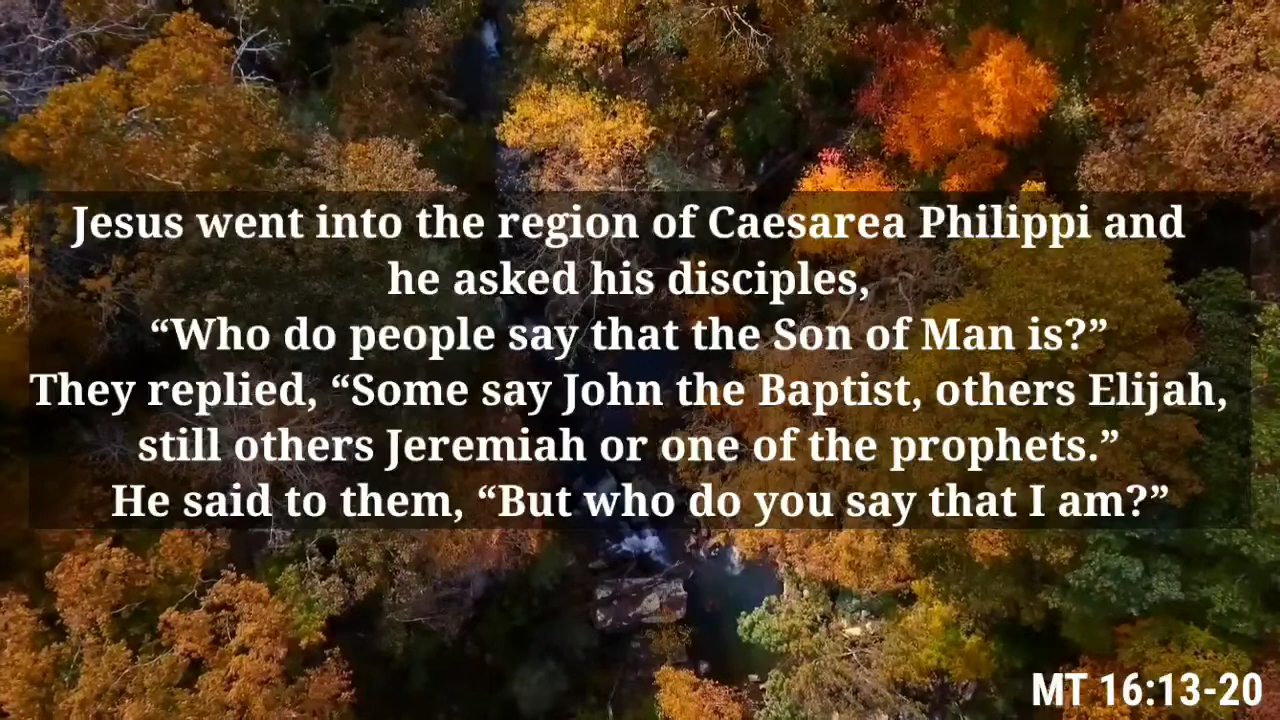 Jesus went into the region of Caesarea Philippi and
he asked his disciples,
“Who do people say that the Son of Man is?”
They replied, “Some say John the Baptist, others Elijah,
still others Jeremiah or one of the prophets.”
He said to them, “But who do you say that I am?”
MT 16:13-20